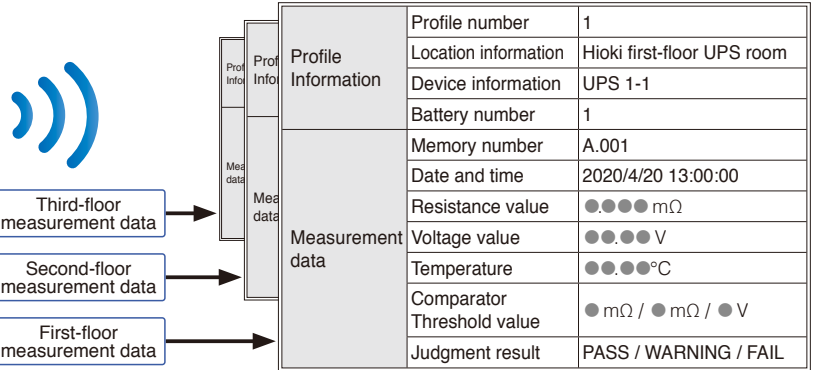 Profile number 1
Profile Information
Location information Hioki first-floor UPS room
Device information UPS 1-1
Battery number 1
Measurement data
Memory number A.001
Date and time 2020/4/20 13:00:00
Resistance value ●.●●● mΩ
Voltage value ●●.●● V
Temperature ●●.●●°C
Comparator
Threshold value ● mΩ / ● mΩ / ● V
Judgment result PASS / WARNING / FAIL
Third-floor
measurement data
Second-floor
measurement data
First-floor
measurement data